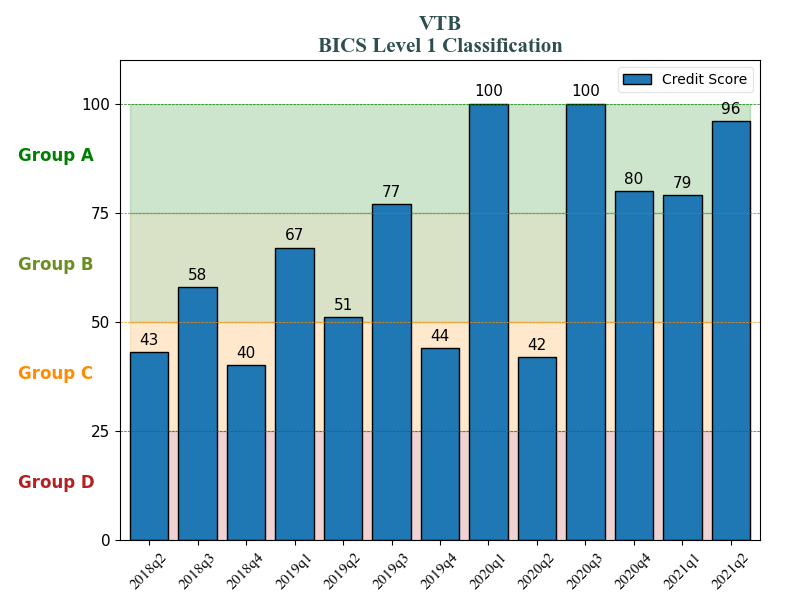 VTB
BICS Level 1 Classification
Credit Score
100
75
50
25
0
Group A
Group B
Group C
Group D
43
58
40
67
51
77
44
100
42
100
80
79
96
2018q2
2018q3
2018q4
2019q1
2019q2
2019q3
2019q4
2020q1
2020q2
2020q3
2020q4
2021q1
2021q2